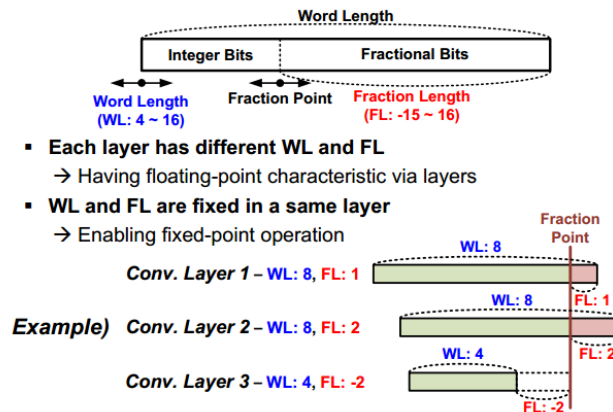 Word Length
Integer Bits
Fractional Bits
Word Length
(WL: 4 ~ 16)
Fraction Point
Fraction Length
(FL: -15 ~ 16)
▪ Each layer has different WL and FL
→ Having floating-point characteristic via layers
▪ WL and FL are fixed in a same layer
→ Enabling fixed-point operation
Fraction
Point
WL: 8
Conv. Layer 1 – WL: 8, FL: 1
FL: 1
WL: 8
Example) Conv. Layer 2 – WL: 8, FL: 2
FL: 2
WL: 4
Conv. Layer 3 – WL: 4, FL: -2
FL: -2